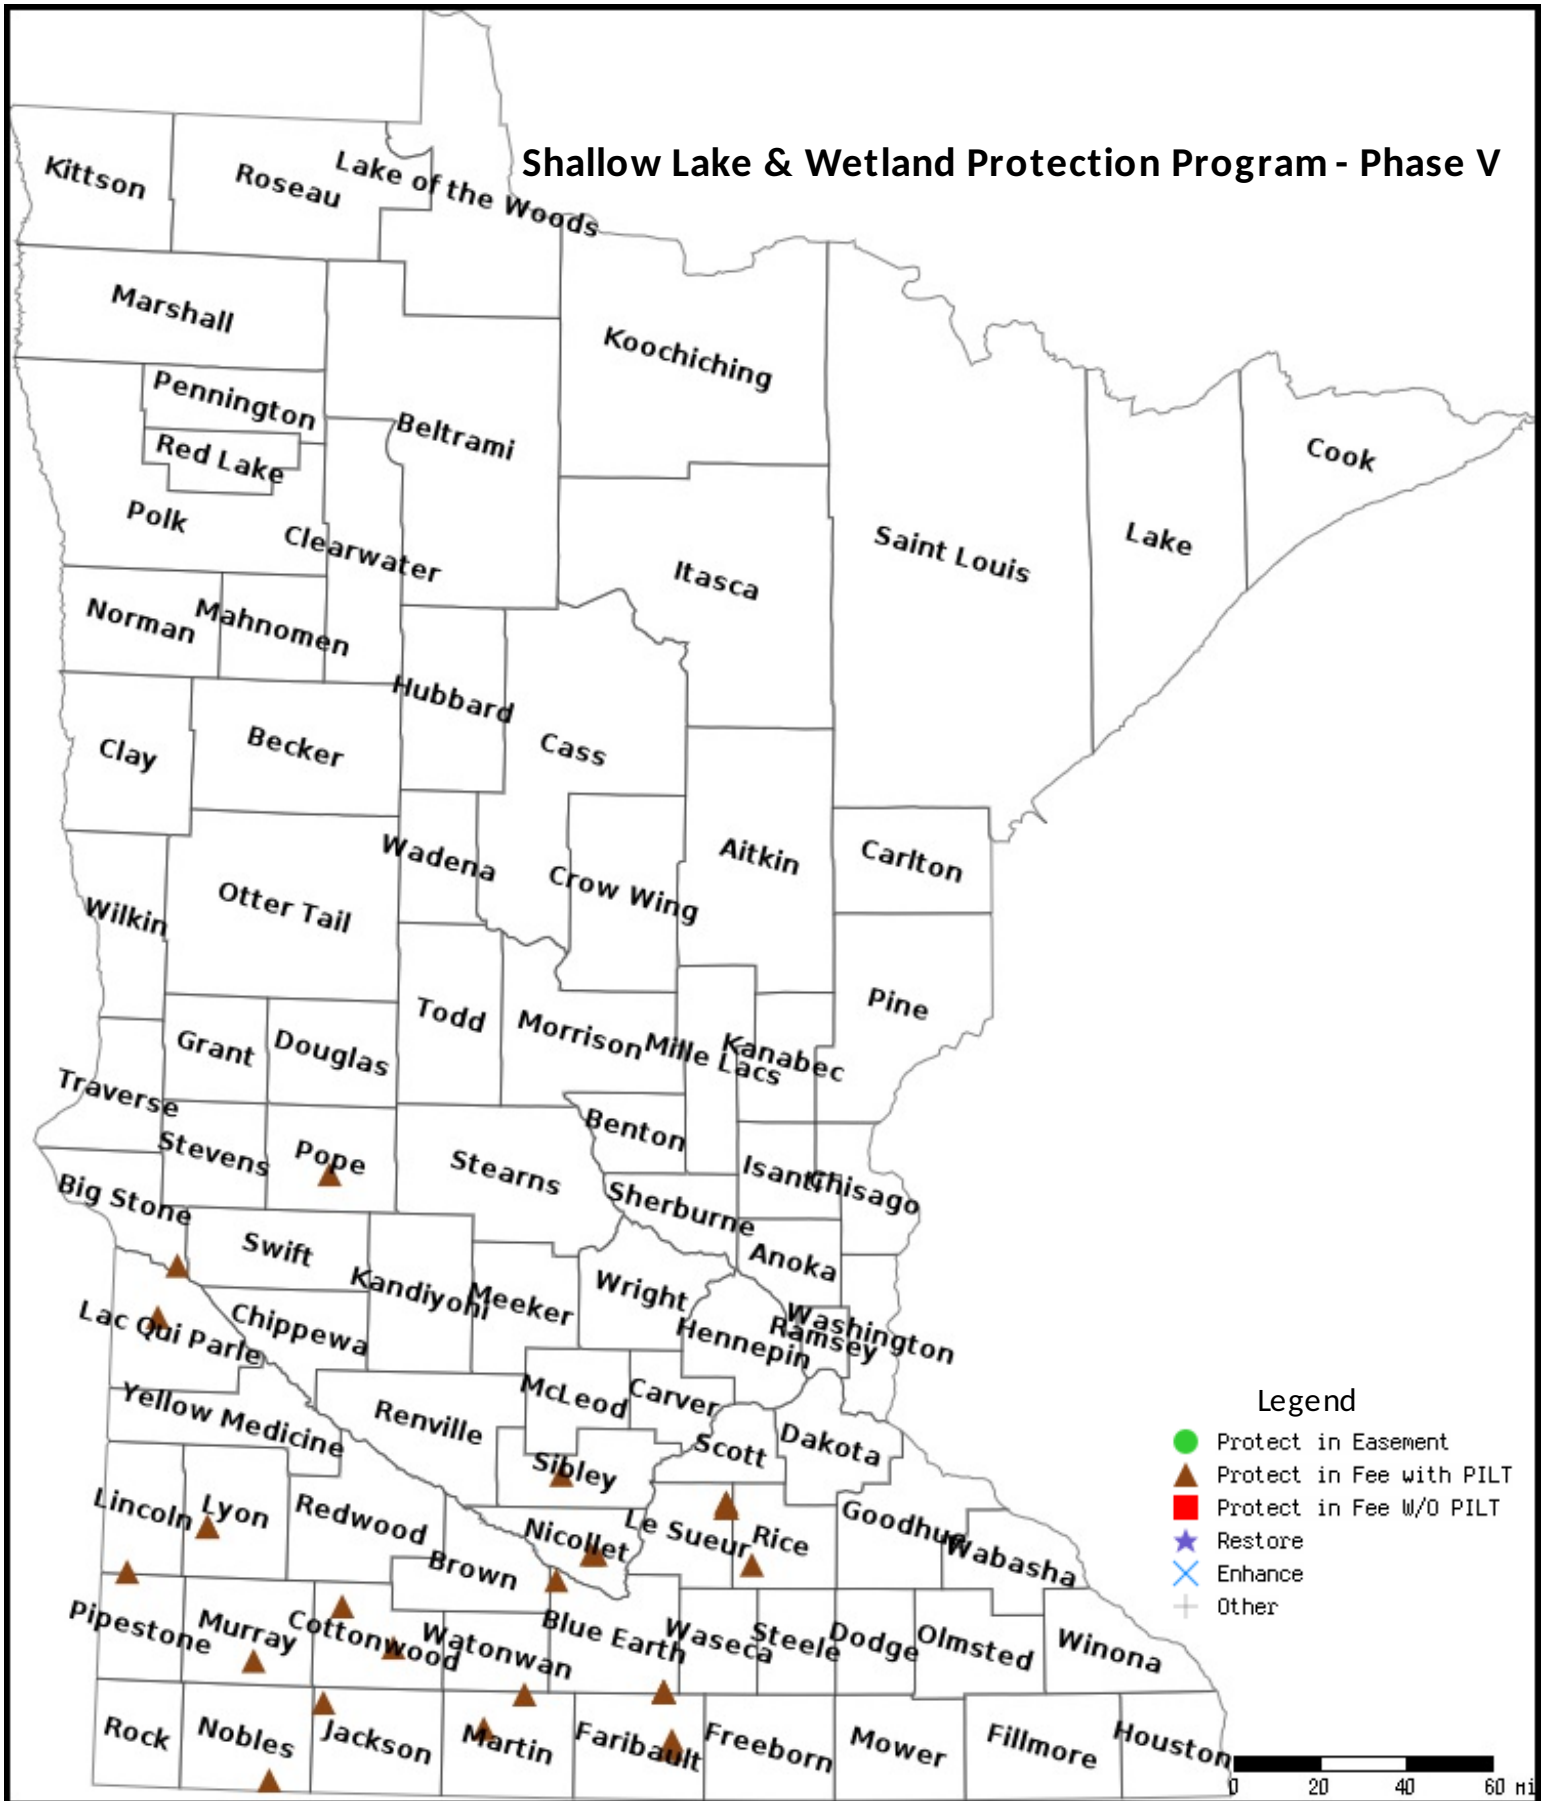 Shallow Lake & Wetland Protection Program - Phase V
Kittson
Roseau
Lake of the Woods
Marshall
Koochiching
Pennington
Beltrami
Red Lake
Cook
Polk
Clearwater
Saint Louis
Lake
Itasca
Norman
Mahnomen
Hubbard
Clay
Becker
Cass
Wadena
Aitkin
Carlton
Otter Tail
Crow Wing
Wilkin
Todd
Morrison
Pine
Grant
Douglas
Mille Lacs
Kanabec
Traverse
Stevens
Pope
Stearns
Benton
Isanti
Chisago
Big Stone
Sherburne
Swift
Anoka
Kandiyohi
Meeker
Wright
Lac Qui Parle
Chippewa
Hennepin
Ramsey
Washington
Yellow Medicine
Renville
McLeod
Carver
Scott
Dakota
Sibley
Lincoln
Lyon
Redwood
Nicollet
Le Sueur
Rice
Goodhue
Wabasha
Brown
Pipestone
Murray
Cottonwood
Watonwan
Blue Earth
Waseca
Steele
Dodge
Olmsted
Winona
Rock
Nobles
Jackson
Martin
Faribault
Freeborn
Mower
Fillmore
Houston
Legend
Protect in Easement
Protect in Fee with PILT
Protect in Fee W/O PILT
Restore
Enhance
Other
0 20 40 60 mi